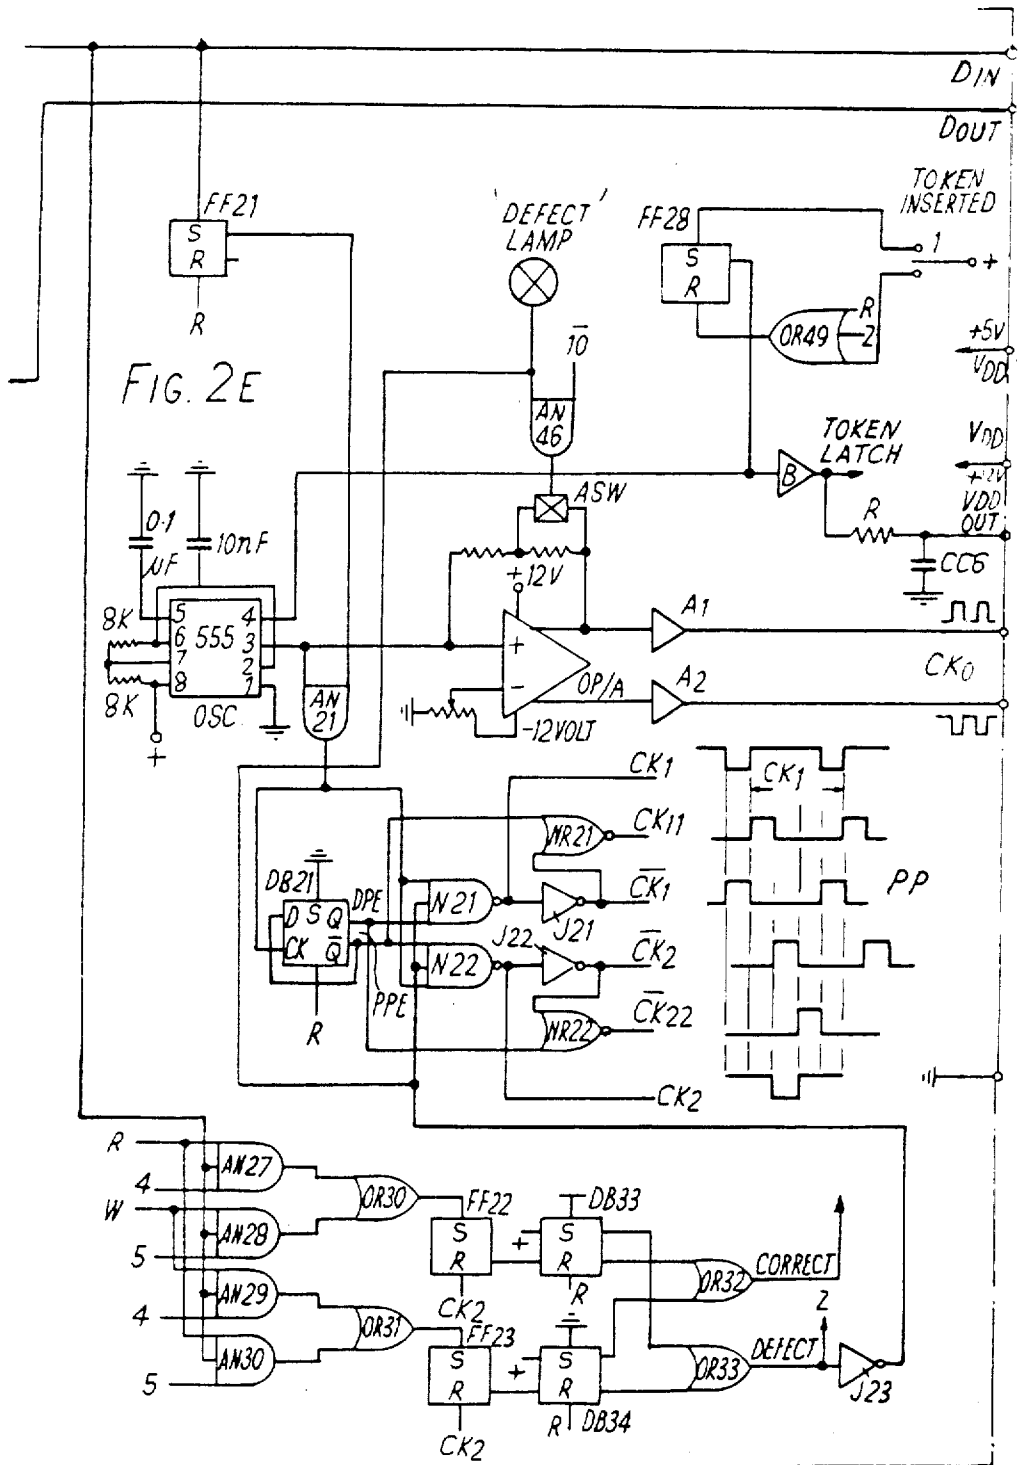 DIN
DOUT
TOKEN
INSERTED
'DEFECT'
LAMP
FF21
S
R
R
FF28
S
R
1
+
R
2
OR49
+5V
VDD
10
AN
46
FIG. 2E
TOKEN
LATCH
VDD
+12V
VDD
OUT
B
ASW
R
CC6
0.1
µF
10nF
+12V
8K
5
6
7
8
555
4
3
2
1
8K
OSC
+
AN
21
+
-
OP/A
-12VOLT
A1
A2
CK0
CK1
CK1
CK11
NR21
DB21
D
S
Q
CK
Q
R
DPE
PPE
N21
J21
CK1
PP
N22
J22
CK2
NR22
CK22
CK2
R
4
W
5
4
5
AN27
AN28
AN29
AN30
OR30
OR31
FF22
S
R
CK2
FF23
S
R
CK2
+
DB33
S
R
R
+
S
R
R
DB34
OR32
CORRECT
2
OR33
DEFECT
J23